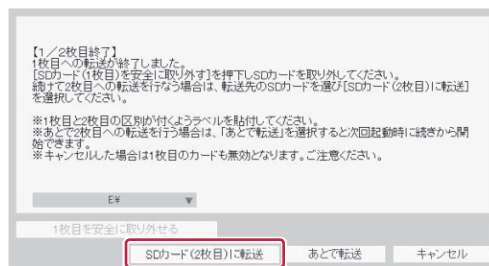 【1／2枚目終了】
1枚目への転送が終了しました。
[SDカード(1枚目)を安全に取り外す]を押下しSDカードを取り外してください。
続けて2枚目への転送を行なう場合は、転送先のSDカードを選び[SDカード(2枚目)に転送]
を選択してください。
※1枚目と2枚目の区別が付くようラベルを貼付してください。
※あとで2枚目への転送を行う場合は、「あとで転送」を選択すると次回起動時に続きから開
始できます。
※キャンセルした場合は1枚目のカードも無効となります。ご注意ください。
E¥
1枚目を安全に取り外せる
SDカード(2枚目)に転送 あとで転送 キャンセル